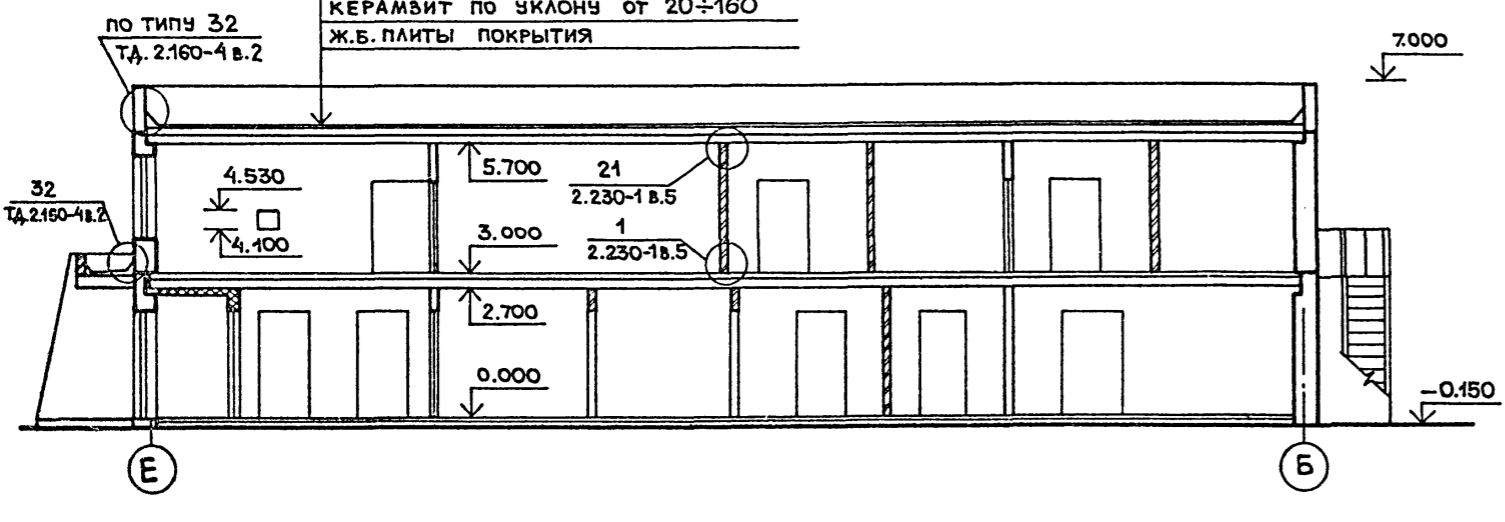 КЕРАМЗИТ ПО УКЛОНУ ОТ 20÷160
Ж.Б. ПЛИТЫ ПОКРЫТИЯ
ПО ТИПУ 32
ТД. 2.160-4 В.2
7.000
5.700
4.530
4.100
21
2.230-1 В.5
32
ТД.2.160-4В.2
3.000
1
2.230-1В.5
2.700
0.000
-0.150
Е
Б